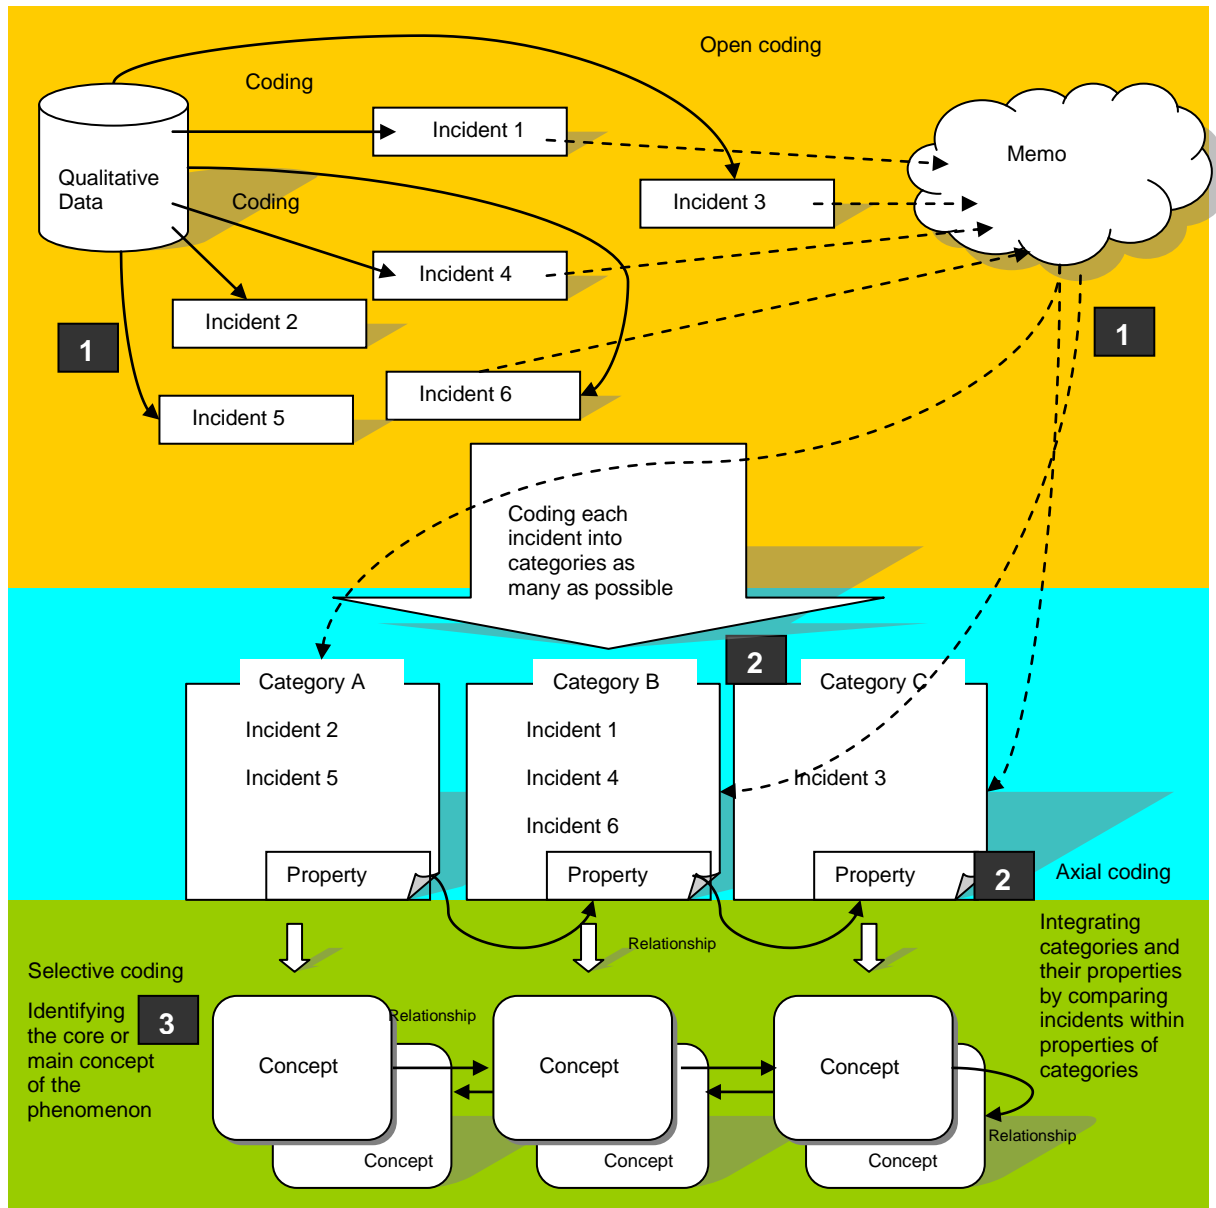 Open coding
Coding
Incident 1
Memo
Qualitative
Data
Coding
Incident 3
Incident 4
Incident 2
1
1
Incident 6
Incident 5
Coding each
incident into
categories as
many as possible
2
Category A
Category B
Category C
Incident 2
Incident 1
Incident 5
Incident 4
Incident 3
Incident 6
Property
Property
Property
2
Axial coding
Relationship
Integrating
categories and
their properties
by comparing
incidents within
properties of
categories
Selective coding
Identifying
the core or
main concept
of the
phenomenon
3
Relationship
Concept
Concept
Concept
Relationship
Concept
Concept
Concept